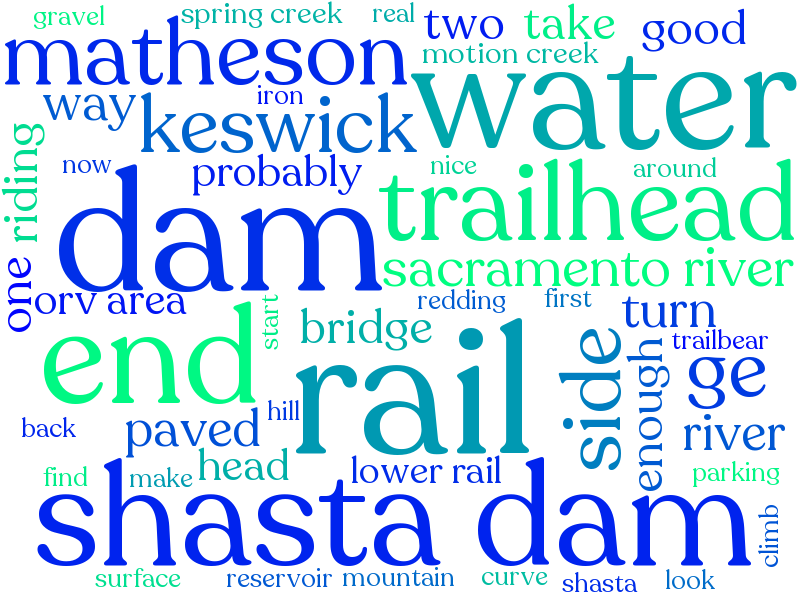 gravel
spring creek
real
two
take
good
matheson
motion creek
water
way
iron
keswick
riding
now
probably
nice
around
dam
trailhead
sacramento river
one
orv area
start
redding
first
turn
end
bridge
rail
side
enough
trailbear
ge
back
hill
paved
river
find
make
head
lower rail
parking
shasta dam
climb
surface
reservoir
mountain
curve
shasta
look